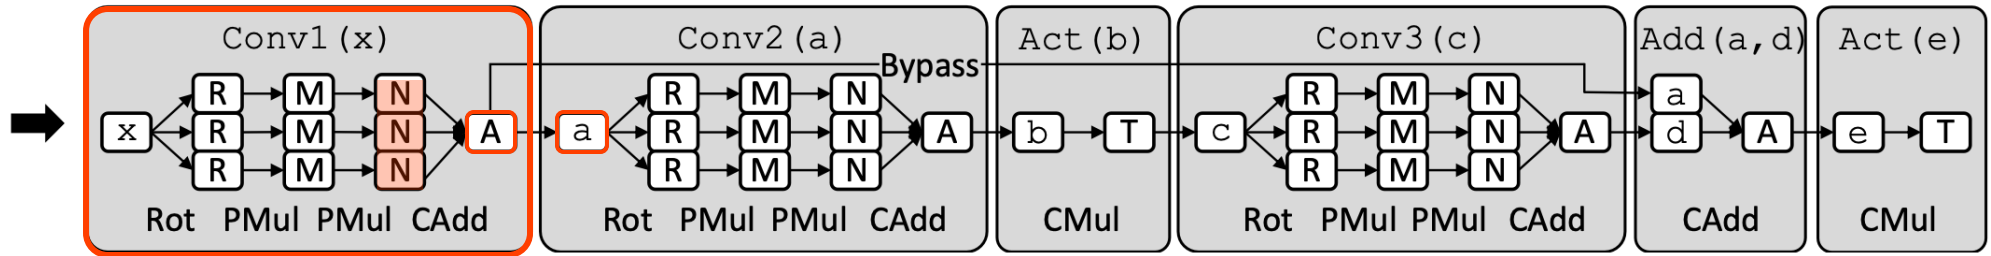 Conv1(x) Conv2(a) Act(b) Conv3(c) Add(a,d) Act(e)
Bypass
R M N R M N R M N a
x R M N A a R M N A b T c R M N A d A e T
R M N R M N R M N
Rot PMul PMul CAdd Rot PMul PMul CAdd CMul Rot PMul PMul CAdd CAdd CMul